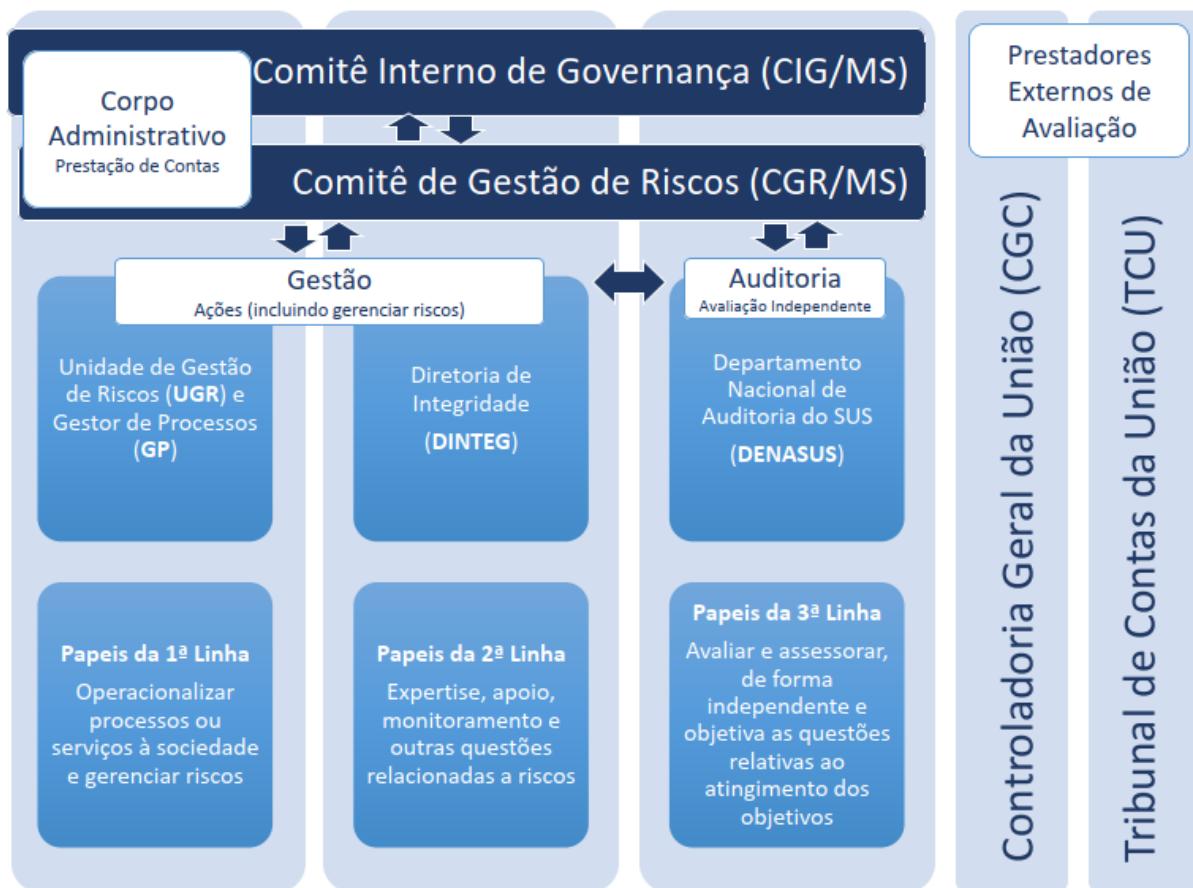 Comitê Interno de Governança (CIG/MS)
Corpo
Administrativo
Prestação de Contas
Comitê de Gestão de Riscos (CGR/MS)
Gestão
Ações (incluindo gerenciar riscos)
Auditoria
Avaliação Independente
Unidade de Gestão
de Riscos (UGR) e
Gestor de Processos
(GP)
Diretoria de
Integridade
(DINTEG)
Departamento
Nacional de
Auditoria do SUS
(DENASUS)
Papeis da 1ª Linha
Operacionalizar
processos ou
serviços à sociedade
e gerenciar riscos
Papeis da 2ª Linha
Expertise, apoio,
monitoramento e
outras questões
relacionadas a riscos
Papeis da 3ª Linha
Avaliar e assessorar,
de forma
independente e
objetiva as questões
relativas ao
atingimento dos
objetivos
Prestadores
Externos de
Avaliação
Controladoria Geral da União (CGC)
Tribunal de Contas da União (TCU)